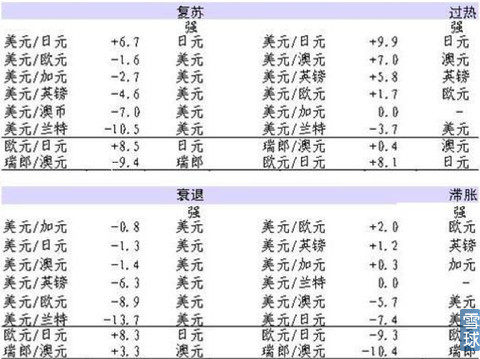 复苏 过热
强 强
美元/日元 +6.7 日元 美元/日元 +9.9 日元
美元/欧元 -1.6 美元 美元/澳元 +7.0 澳元
美元/加元 -2.7 美元 美元/英镑 +5.8 英镑
美元/英镑 -4.6 美元 美元/欧元 +1.7 欧元
美元/澳币 -7.0 美元 美元/加元 0.0 -
美元/兰特 -10.5 美元 美元/兰特 -3.7 美元
欧元/日元 +8.5 日元 瑞郎/澳元 +0.4 澳元
瑞郎/澳元 -9.4 瑞郎 欧元/日元 +8.1 日元
衰退 滞胀
强 强
美元/加元 -0.8 美元 美元/欧元 +2.0 欧元
美元/日元 -1.3 美元 美元/英镑 +1.2 英镑
美元/澳元 -1.4 美元 美元/加元 +0.3 加元
美元/英镑 -6.3 美元 美元/兰特 0.0 -
美元/欧元 -8.9 美元 美元/澳元 -5.7 美元
美元/兰特 -13.7 美元 美元/日元 -7.4 美
欧元/日元 +8.3 日元 欧元/日元 -9.3 欧
瑞郎/澳元 +3.3 澳元 瑞郎/澳元 -10.4 瑞郎
雪球